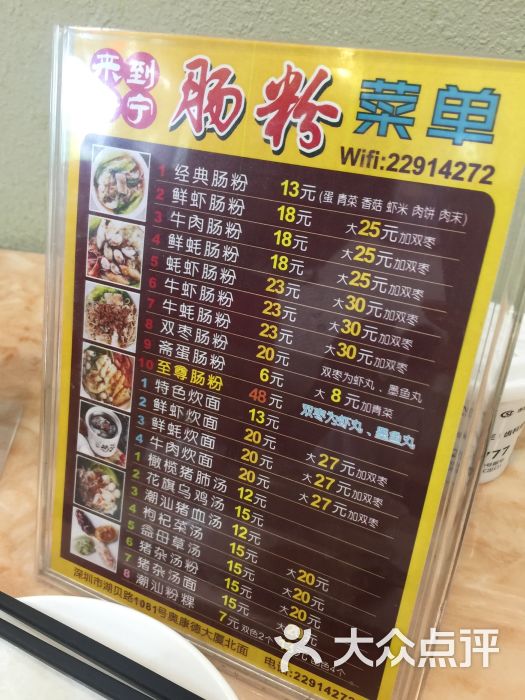 来到
宁
肠粉 菜单
Wifi:22914272
1 经典肠粉 13元(蛋 青菜 香菇 虾米 肉饼 肉末)
2 鲜虾肠粉 18元 大25元加双枣
3 牛肉肠粉 18元 大25元加双枣
4 鲜蚝肠粉 18元 大25元加双枣
5 蚝虾肠粉 23元 大30元加双枣
6 牛虾肠粉 23元 大30元加双枣
7 牛蚝肠粉 23元 大30元加双枣
8 双枣肠粉 20元 双枣为虾丸、墨鱼丸
9 斋蛋肠粉 6元 大8元加青菜
10 至尊肠粉 48元 双枣为虾丸、墨鱼丸
1 特色炊面 13元
2 鲜虾炊面 20元 大27元加双枣
3 鲜蚝炊面 20元 大27元加双枣
4 牛肉炊面 20元 大27元加双枣
1 橄榄猪肺汤 12元
2 花旗乌鸡汤 15元
3 潮汕猪血汤 12元
4 枸杞菜汤 15元 大20元
5 益母草汤 15元 大20元
6 猪杂汤粉 15元 大20元
7 猪杂汤面 15元 大20元
8 潮汕粉粿 7元 双色2个 4个
深圳市湖贝路1081号奥康德大厦北面 电话:22914272
777
大众点评